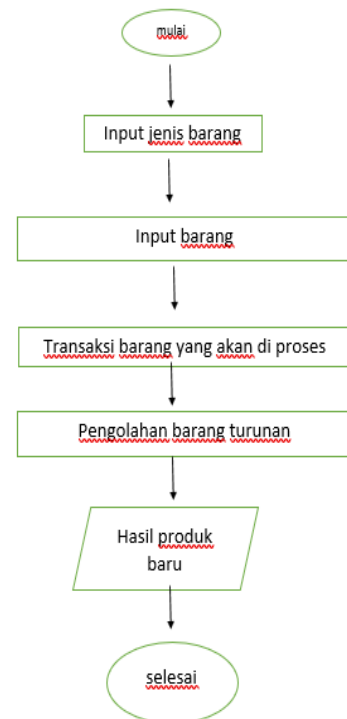 mulai
Input jenis barang
Input barang
Transaksi barang yang akan di proses
Pengolahan barang turunan
Hasil produk
baru
selesai